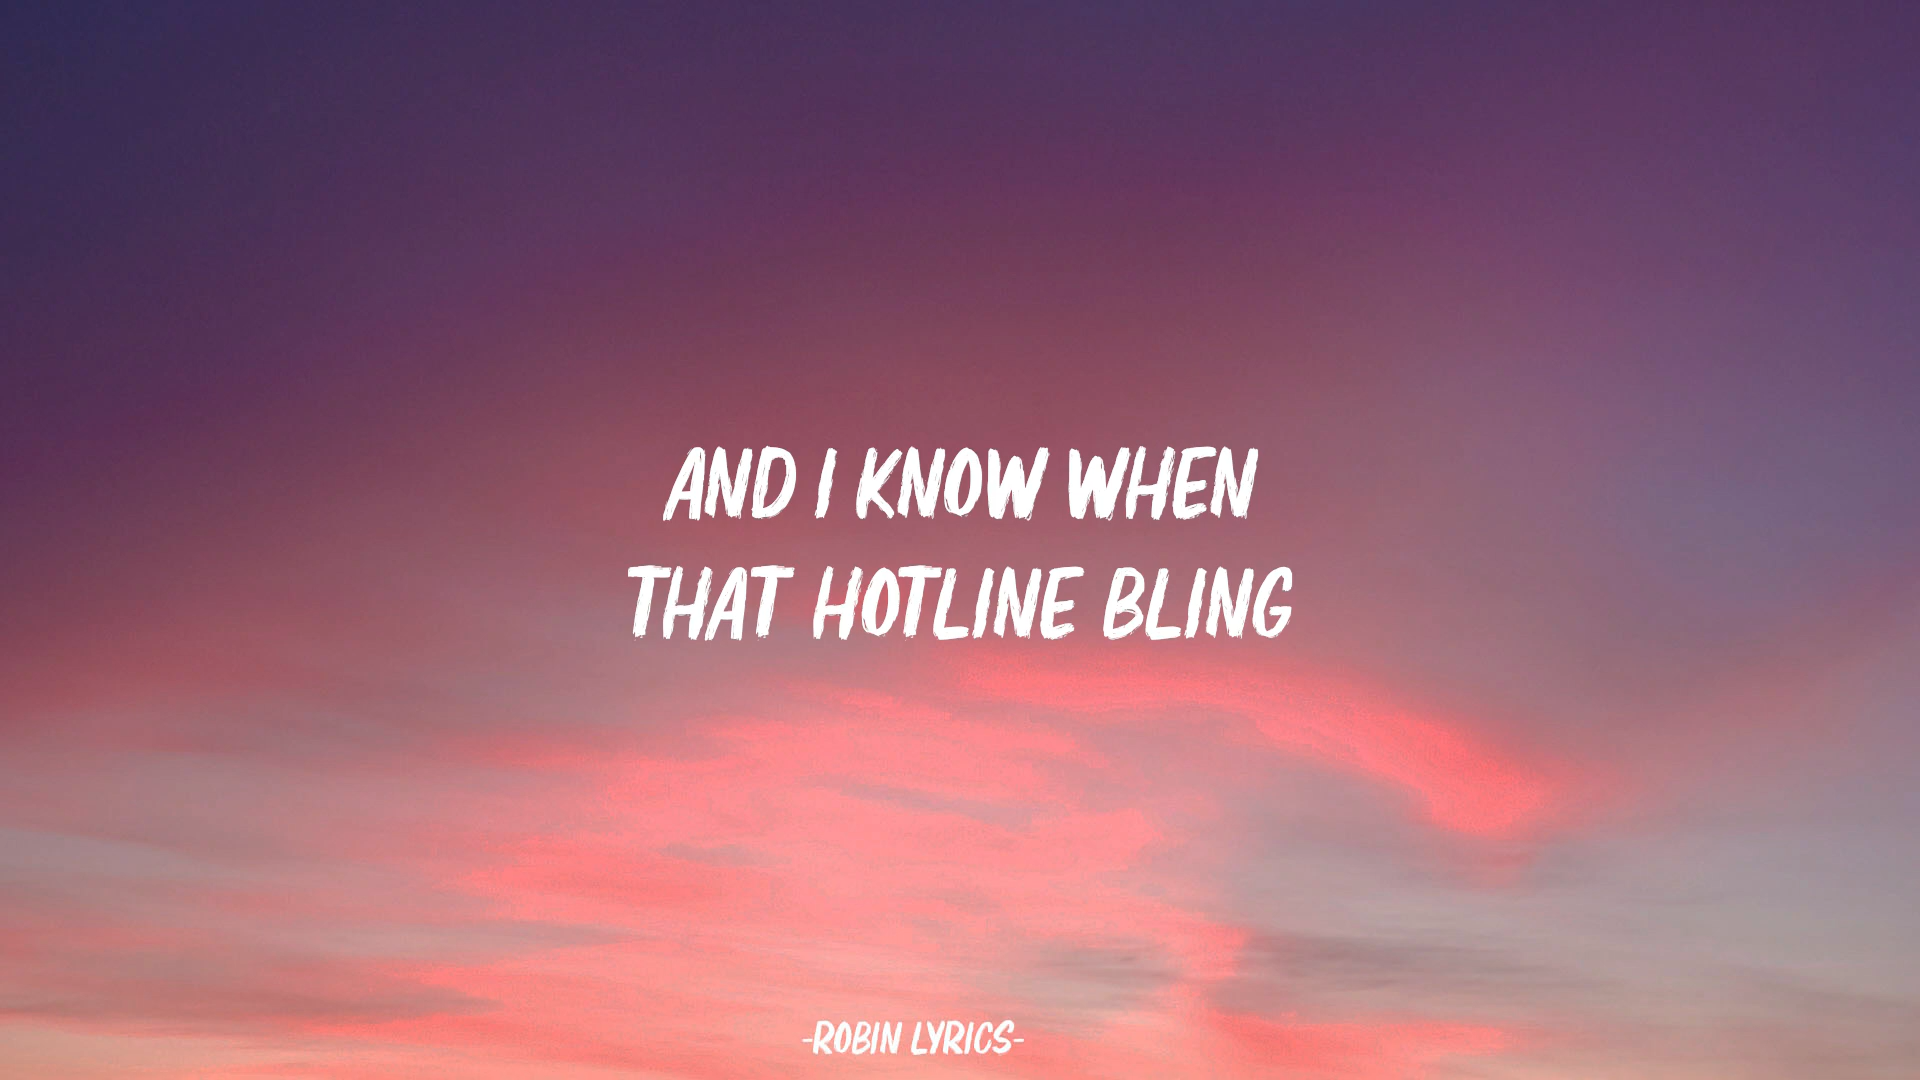 AND I KNOW WHEN
THAT HOTLINE BLING
-ROBIN LYRICS-